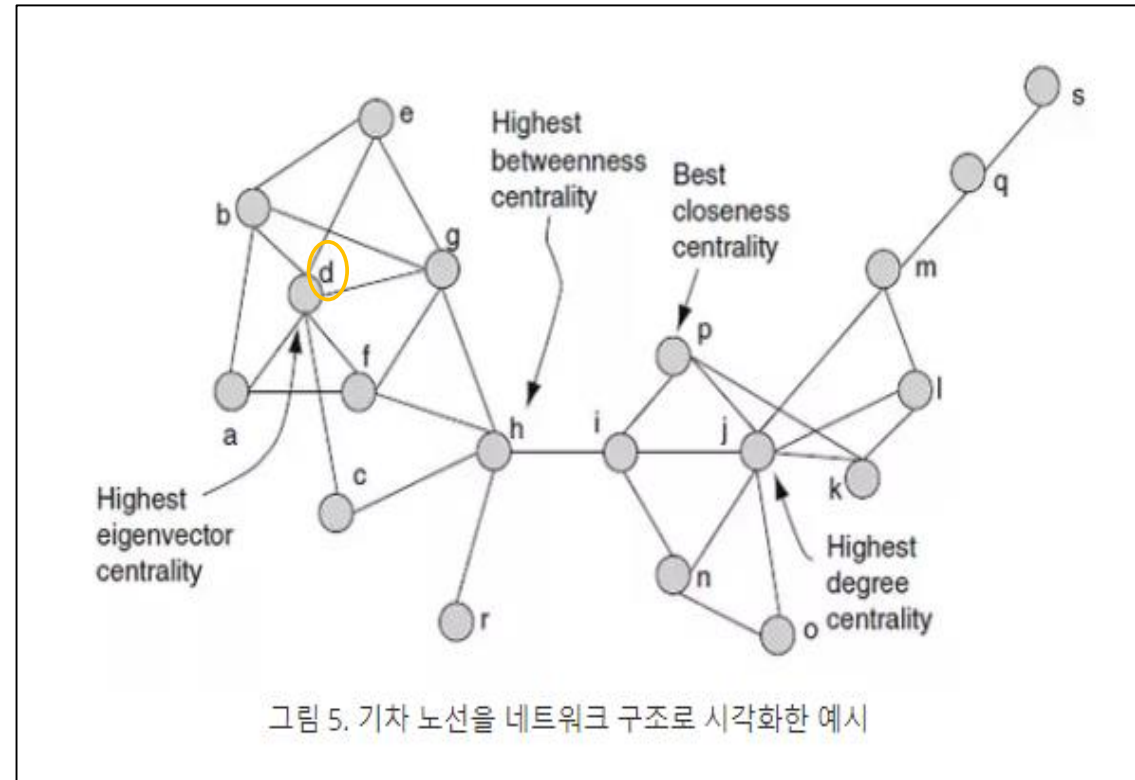 s
e
Highest
betweenness
centrality
q
Best
closeness
centrality
b
g
d
m
p
f
l
a
h
i
j
k
c
Highest
eigenvector
centrality
Highest
degree
centrality
n
r
o
그림 5. 기차 노선을 네트워크 구조로 시각화한 예시